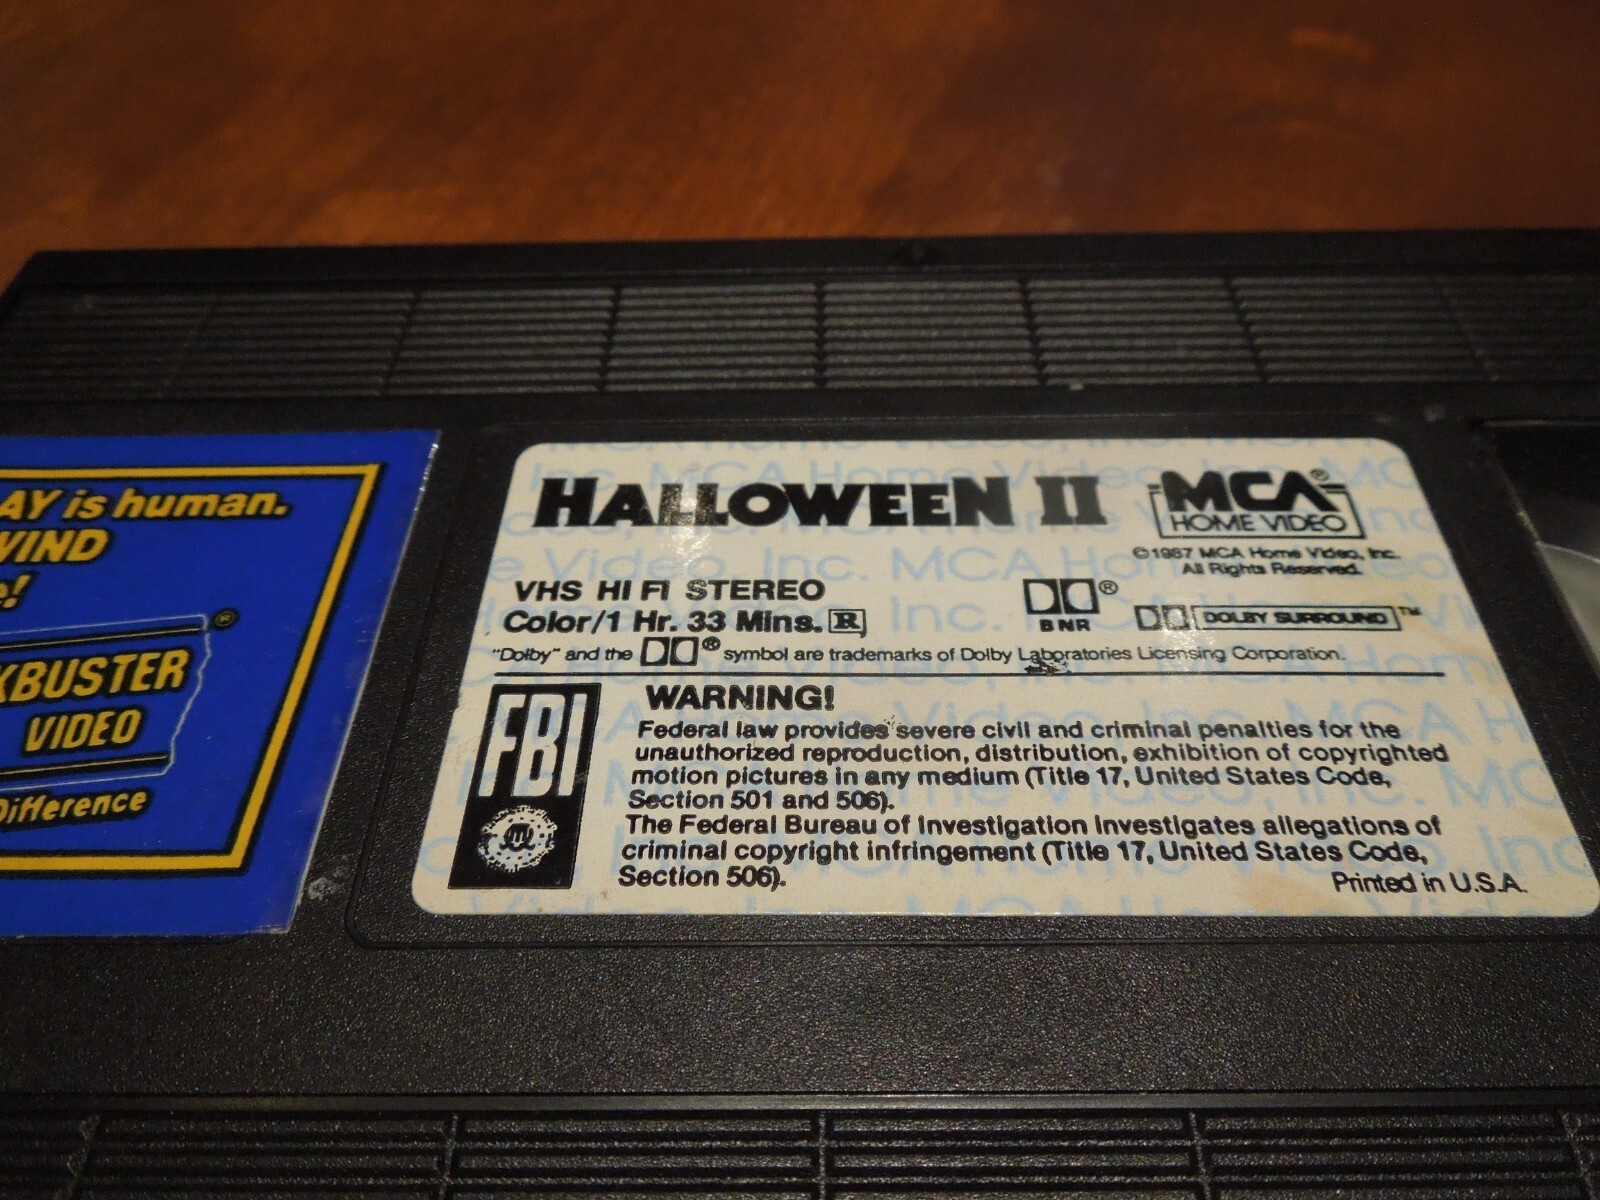 AY is human.
WIND
!
KBUSTER
®
VIDEO
Difference
HALLOWEEN II
MCA®
HOME VIDEO
©1987 MCA Home Video, Inc.
All Rights Reserved.
VHS HI FI STEREO
Color/1 Hr. 33 Mins. R
®
B NR
DOLBY SURROUND™
"Dolby" and the ® symbol are trademarks of Dolby Laboratories Licensing Corporation.
FBI
WARNING!
Federal law provides severe civil and criminal penalties for the
unauthorized reproduction, distribution, exhibition of copyrighted
motion pictures in any medium (Title 17, United States Code,
Section 501 and 506).
The Federal Bureau of Investigation investigates allegations of
criminal copyright infringement (Title 17, United States Code,
Section 506).
Printed in U.S.A.